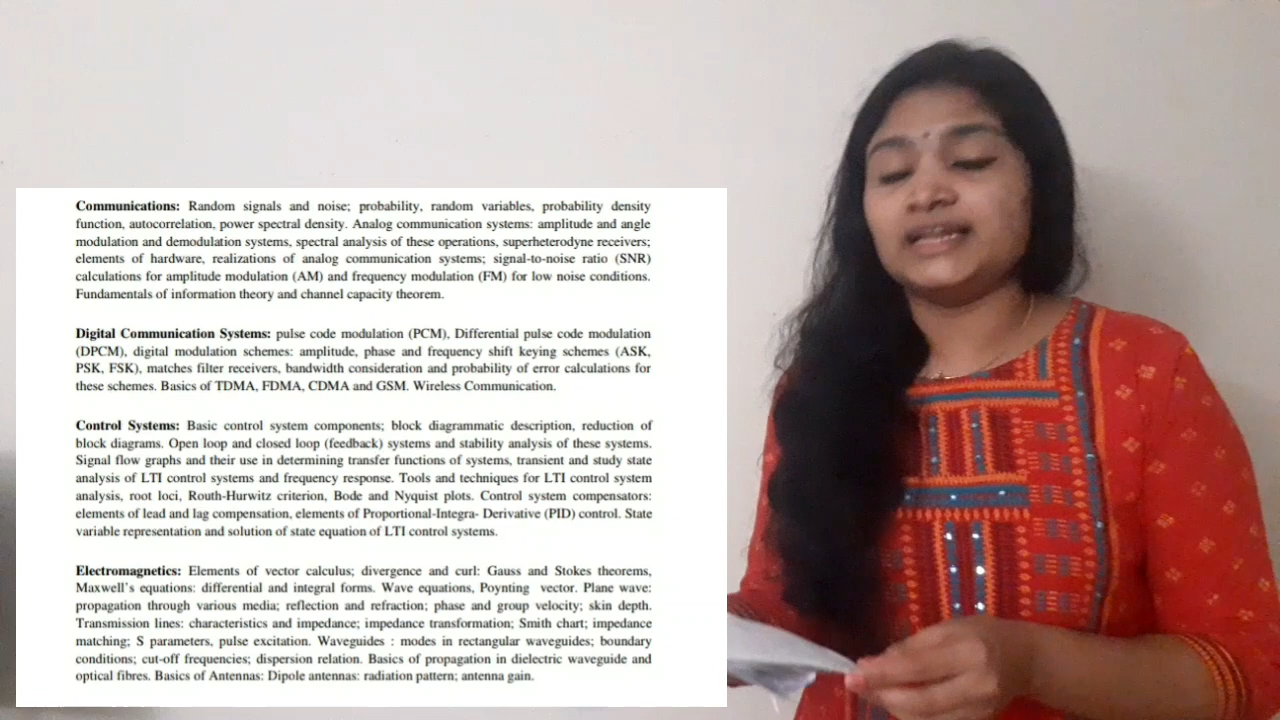 Communications: Random signals and noise; probability, random variables, probability density
function, autocorrelation, power spectral density. Analog communication systems: amplitude and angle
modulation and demodulation systems, spectral analysis of these operations, superheterodyne receivers;
elements of hardware, realizations of analog communication systems; signal-to-noise ratio (SNR)
calculations for amplitude modulation (AM) and frequency modulation (FM) for low noise conditions.
Fundamentals of information theory and channel capacity theorem.
Digital Communication Systems: pulse code modulation (PCM), Differential pulse code modulation
(DPCM), digital modulation schemes: amplitude, phase and frequency shift keying schemes (ASK,
PSK, FSK), matches filter receivers, bandwidth consideration and probability of error calculations for
these schemes. Basics of TDMA, FDMA, CDMA and GSM. Wireless Communication.
Control Systems: Basic control system components; block diagrammatic description, reduction of
block diagrams. Open loop and closed loop (feedback) systems and stability analysis of these systems.
Signal flow graphs and their use in determining transfer functions of systems, transient and study state
analysis of LTI control systems and frequency response. Tools and techniques for LTI control system
analysis, root loci, Routh-Hurwitz criterion, Bode and Nyquist plots. Control system compensators:
elements of lead and lag compensation, elements of Proportional-Integra- Derivative (PID) control. State
variable representation and solution of state equation of LTI control systems.
Electromagnetics: Elements of vector calculus; divergence and curl: Gauss and Stokes theorems,
Maxwell's equations: differential and integral forms. Wave equations, Poynting vector. Plane wave:
propagation through various media; reflection and refraction; phase and group velocity; skin depth.
Transmission lines: characteristics and impedance; impedance transformation; Smith chart; impedance
matching; S parameters, pulse excitation. Waveguides : modes in rectangular waveguides; boundary
conditions; cut-off frequencies; dispersion relation. Basics of propagation in dielectric waveguide and
optical fibres. Basics of Antennas: Dipole antennas: radiation pattern; antenna gain.